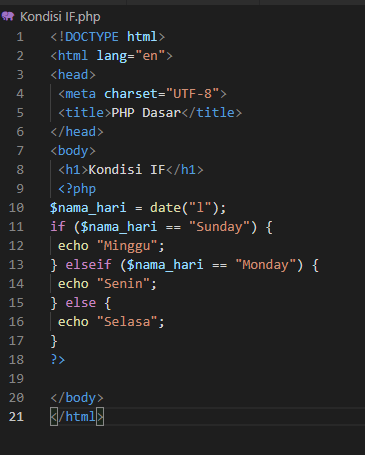 Kondisi IF.php
1 <!DOCTYPE html>
2 <html lang="en">
3 <head>
4 <meta charset="UTF-8">
5 <title>PHP Dasar</title>
6 </head>
7 <body>
8 <h1>Kondisi IF</h1>
9 <?php
10 $nama_hari = date("l");
11 if ($nama_hari == "Sunday") {
12 echo "Minggu";
13 } elseif ($nama_hari == "Monday") {
14 echo "Senin";
15 } else {
16 echo "Selasa";
17 }
18 ?>
19
20 </body>
21 </html>